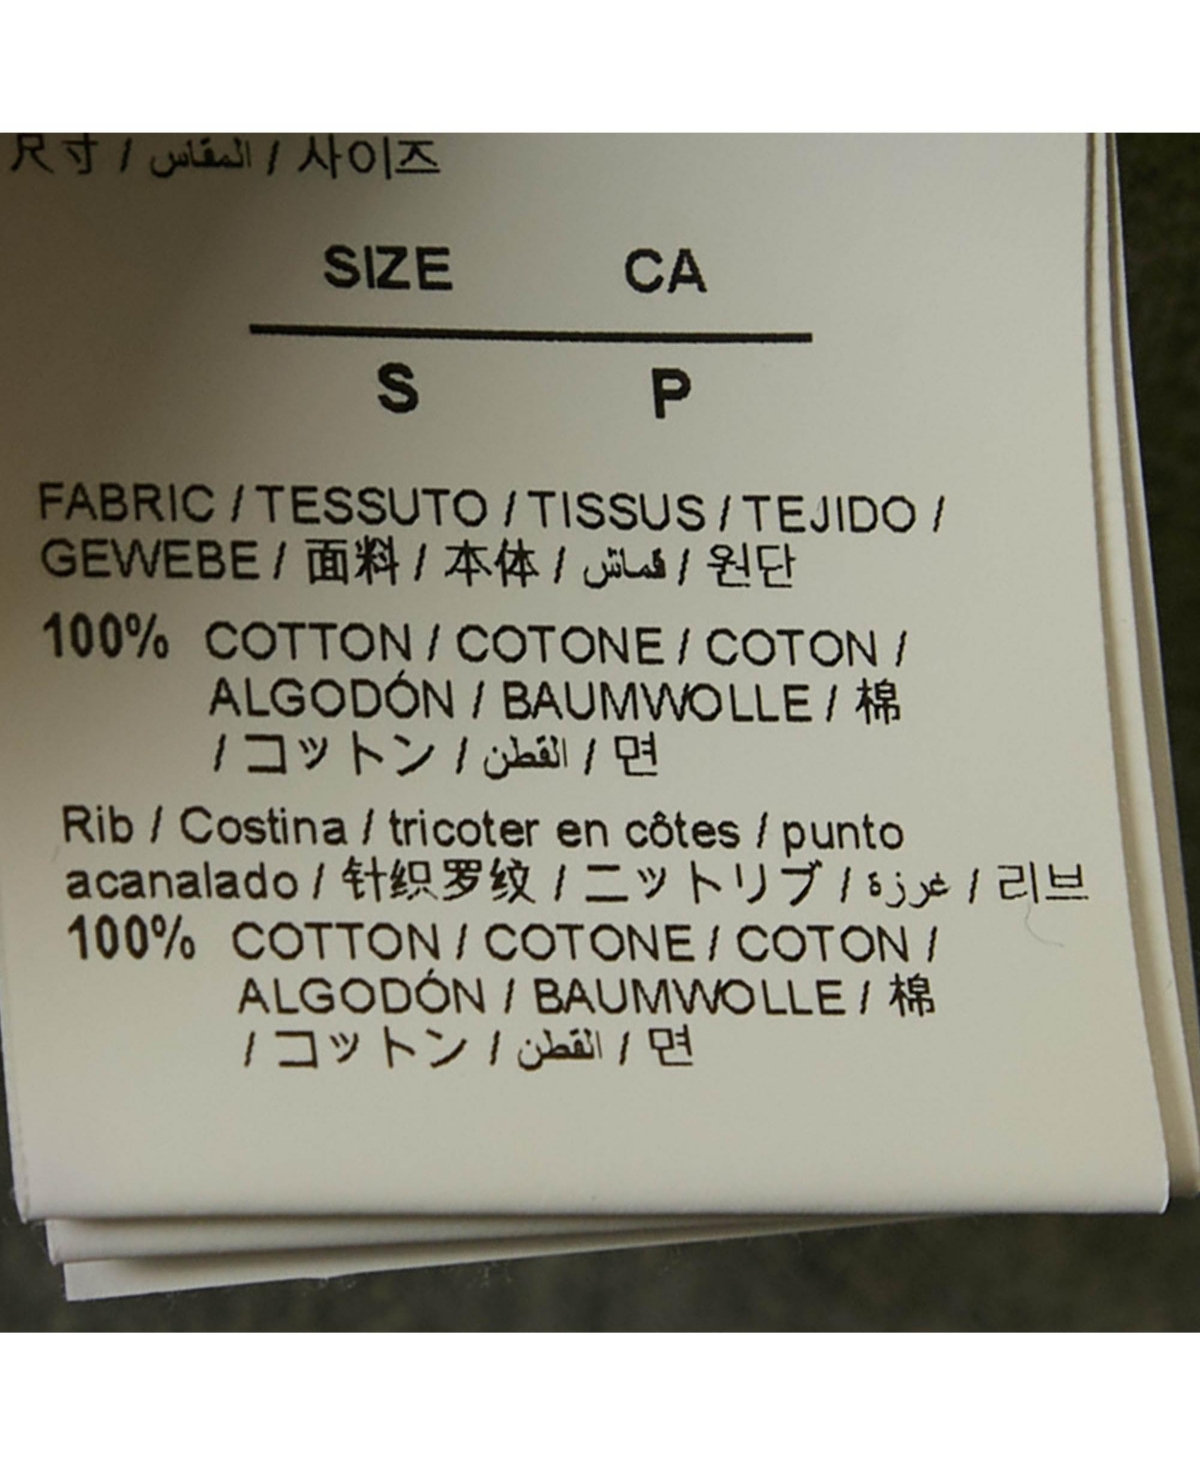 尺寸 / المقاس / 사이즈
SIZE CA
S P
FABRIC / TESSUTO / TISSUS / TEJIDO /
GEWEBE / 面料 / 本体 / قماش / 원단
100% COTTON / COTONE / COTON /
ALGODÓN / BAUMWOLLE / 棉
/ コットン / القطن / 면
Rib / Costina / tricoter en côtes / punto
acanalado / 针织罗纹 / ニットリブ / غرزة / 리브
100% COTTON / COTONE / COTON /
ALGODÓN / BAUMWOLLE / 棉
/ コットン / القطن / 면